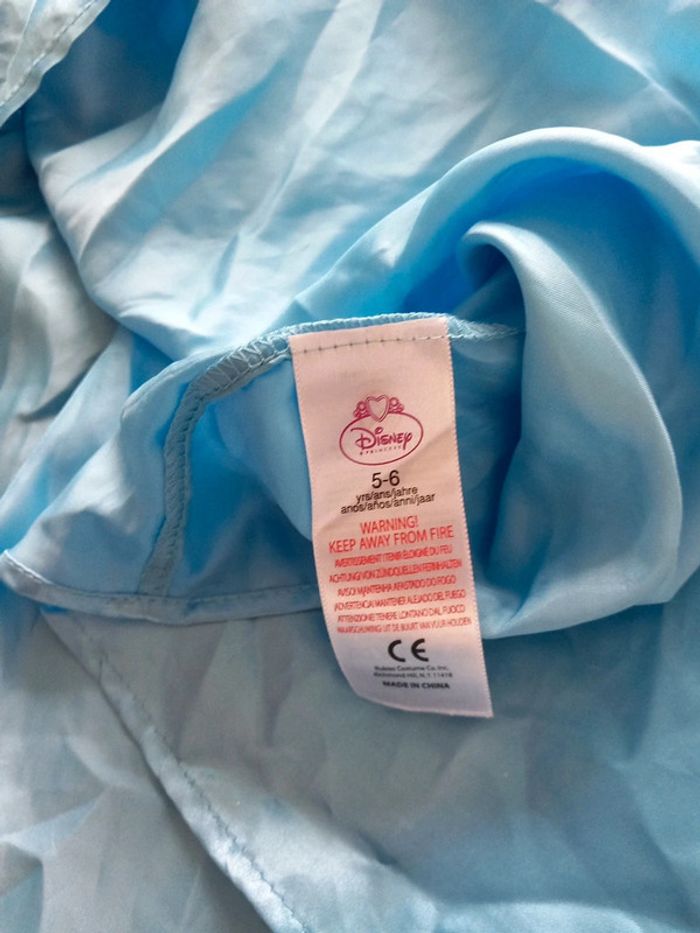 Disney
PRINCESS
5-6
yrs/ans/jahre
anos/años/anni/jaar
WARNING!
KEEP AWAY FROM FIRE
AVERTISSEMENT! TENIR ÉLOIGNÉ DU FEU
ACHTUNG! VON ZÜNDQUELLEN FERNHALTEN
AVISO! MANTENHA AFASTADO DO FOGO
¡ADVERTENCIA! MANTENER ALEJADO DEL FUEGO
ATTENZIONE! TENERE LONTANO DAL FUOCO
WAARSCHUWING! UIT DE BUURT VAN VUUR HOUDEN
CE
Rubies Costume Co. Inc.
Richmond Hill, N.Y. 11418
MADE IN CHINA